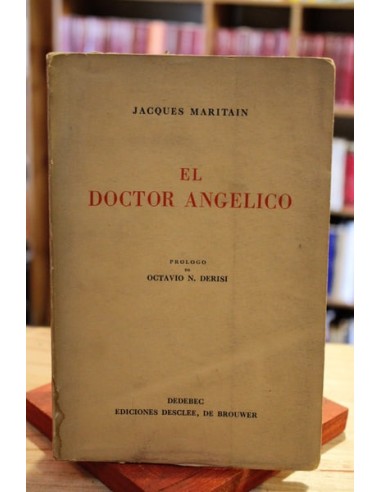 JACQUES MARITAIN
EL
DOCTOR ANGELICO
PROLOGO
DE
OCTAVIO N. DERISI
DEDEBEC
EDICIONES DESCLEE, DE BROUWER